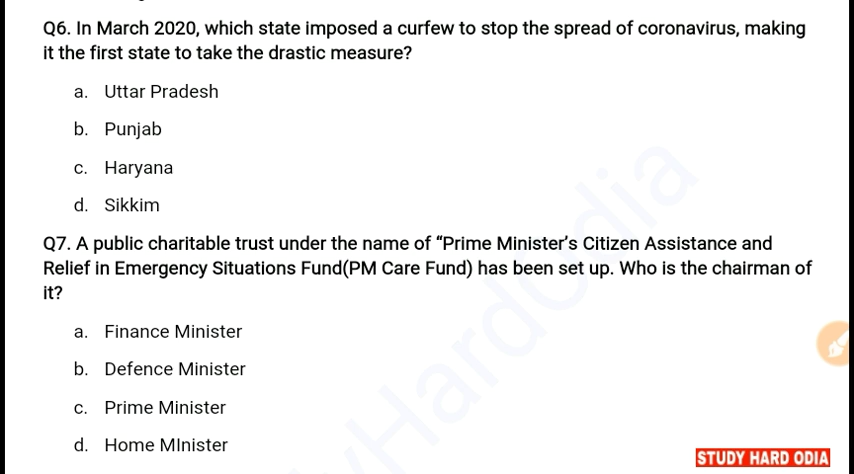 Q6. In March 2020, which state imposed a curfew to stop the spread of coronavirus, making
it the first state to take the drastic measure?
a. Uttar Pradesh
b. Punjab
c. Haryana
d. Sikkim
Q7. A public charitable trust under the name of “Prime Minister’s Citizen Assistance and
Relief in Emergency Situations Fund(PM Care Fund) has been set up. Who is the chairman of
it?
a. Finance Minister
b. Defence Minister
c. Prime Minister
d. Home MInister
STUDY HARD ODIA
yHardOdia